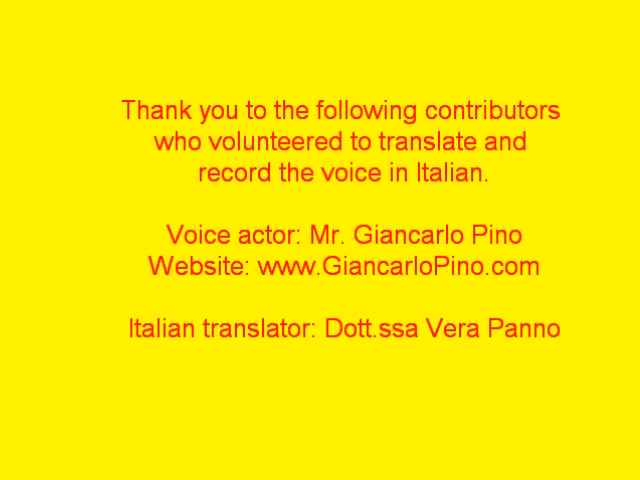 Thank you to the following contributors
who volunteered to translate and
record the voice in Italian.
Voice actor: Mr. Giancarlo Pino
Website: www.GiancarloPino.com
Italian translator: Dott.ssa Vera Panno